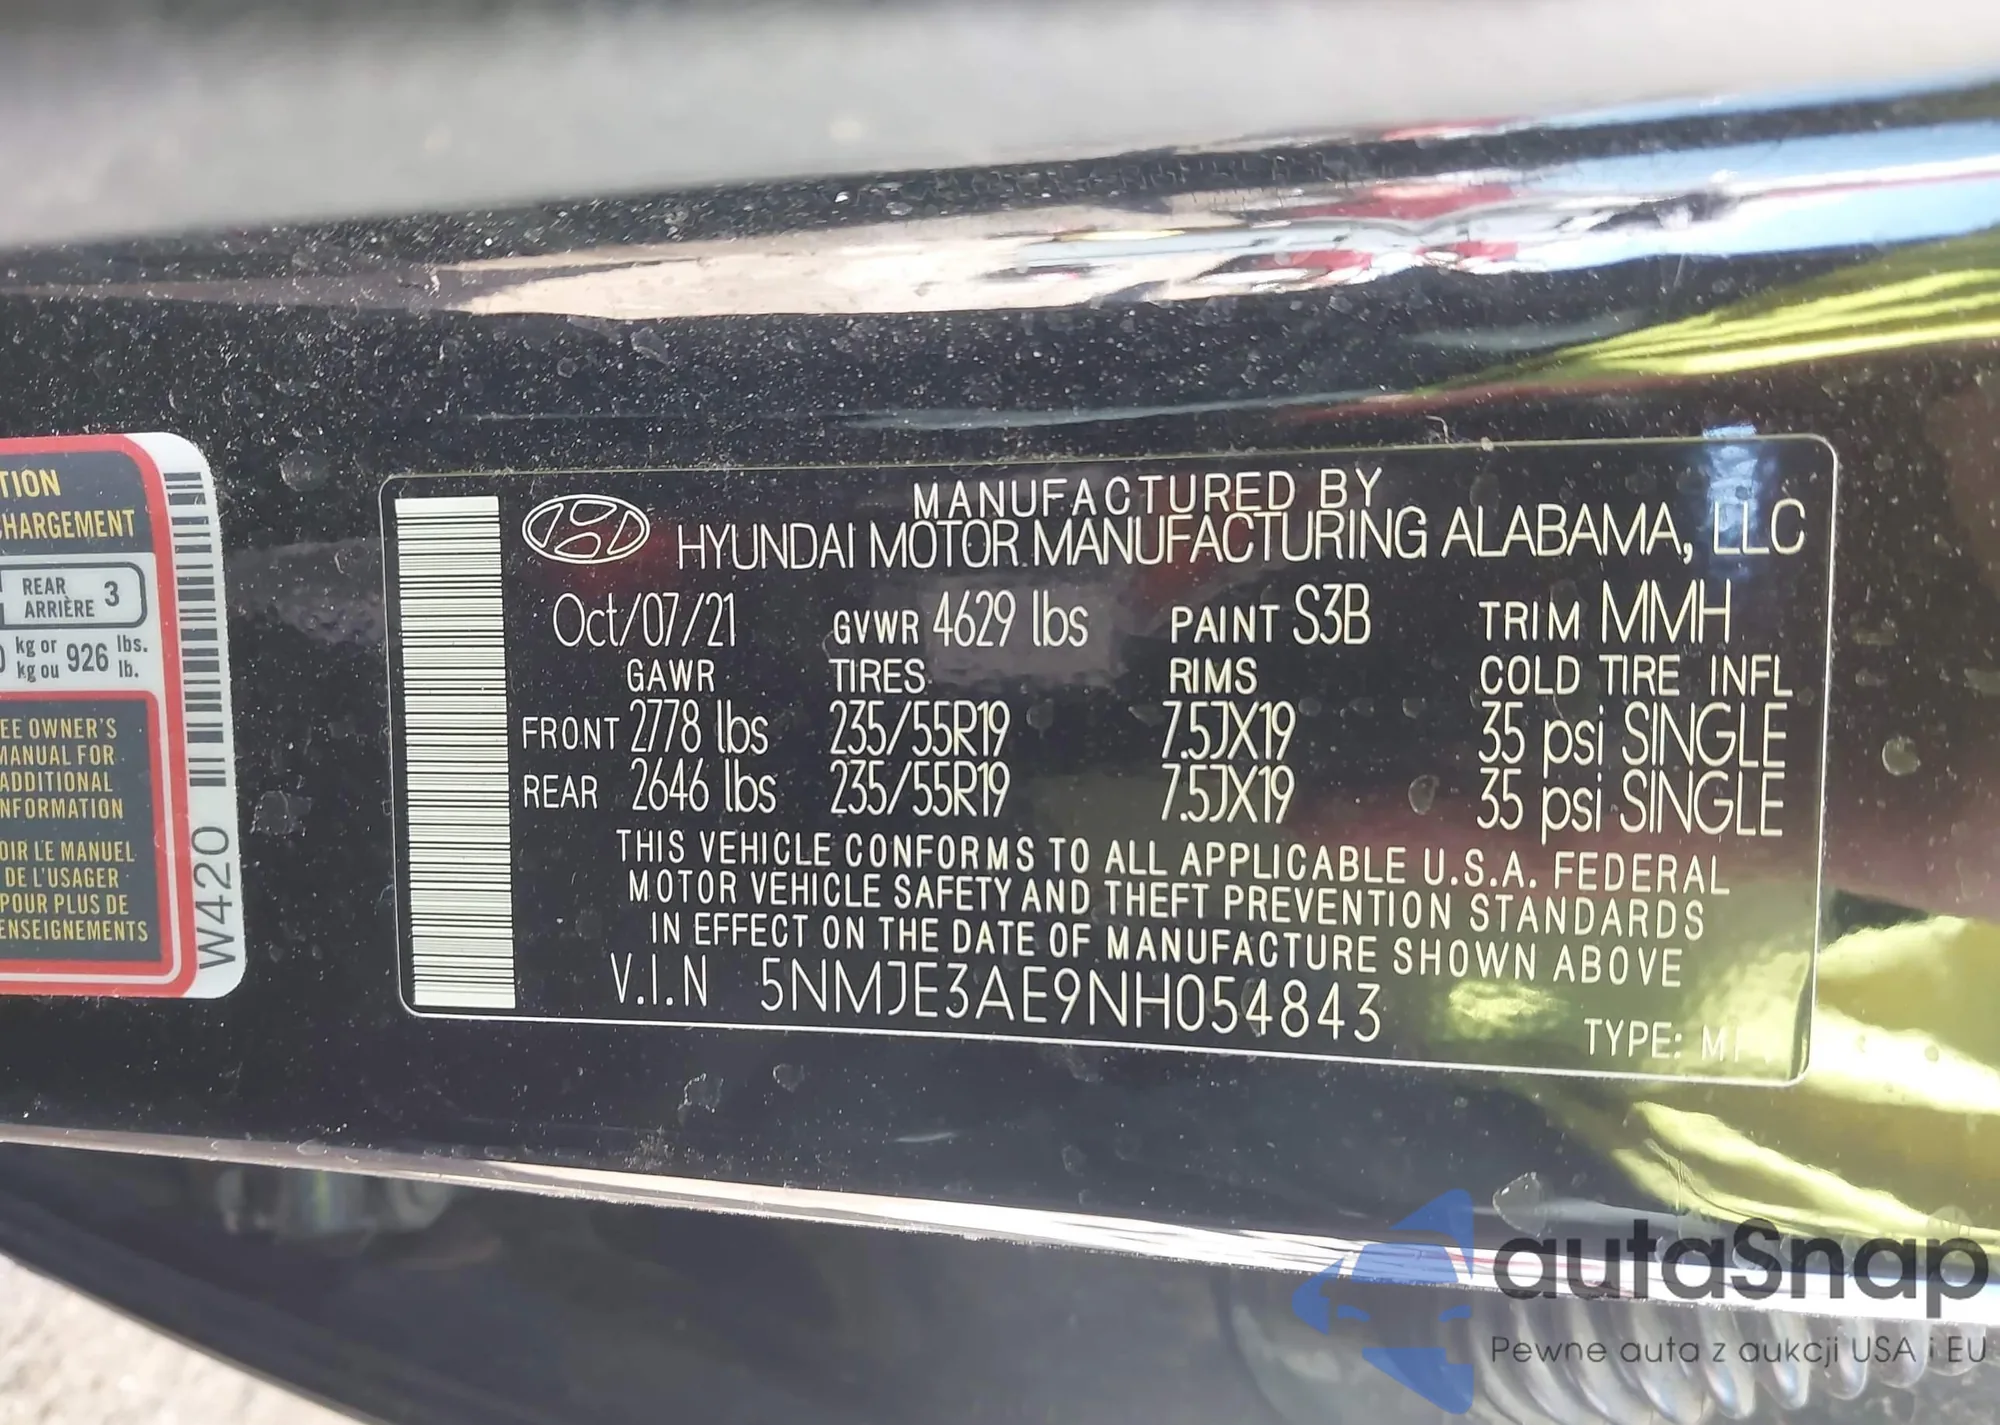 TION
CHARGEMENT
REAR
ARRIÈRE 3
kg or 926 lbs.
kg ou lb.
EE OWNER'S
MANUAL FOR
ADDITIONAL
NFORMATION
OIR LE MANUEL
DE L'USAGER
POUR PLUS DE
ENSEIGNEMENTS
W420
MANUFACTURED BY
HYUNDAI MOTOR MANUFACTURING ALABAMA, LLC
Oct/07/21 GVWR 4629 lbs PAINT S3B TRIM MMH
GAWR TIRES RIMS COLD TIRE INFL
FRONT 2778 lbs 235/55R19 7.5JX19 35 psi SINGLE
REAR 2646 lbs 235/55R19 7.5JX19 35 psi SINGLE
THIS VEHICLE CONFORMS TO ALL APPLICABLE U.S.A. FEDERAL
MOTOR VEHICLE SAFETY AND THEFT PREVENTION STANDARDS
IN EFFECT ON THE DATE OF MANUFACTURE SHOWN ABOVE
V.I.N 5NMJE3AE9NH054843
TYPE:
autaSnap
Pewne auta z aukcji USA i EU